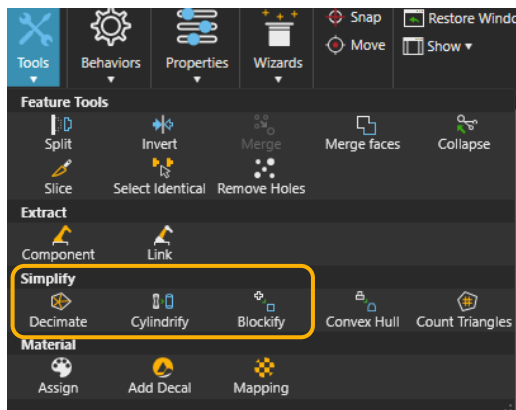 Snap
Restore Windo
Move
Show
Tools
Behaviors
Properties
Wizards
Feature Tools
Split Invert Merge Merge faces Collapse
Slice Select Identical Remove Holes
Extract
Component Link
Simplify
Decimate Cylindrify Blockify Convex Hull Count Triangles
Material
Assign Add Decal Mapping